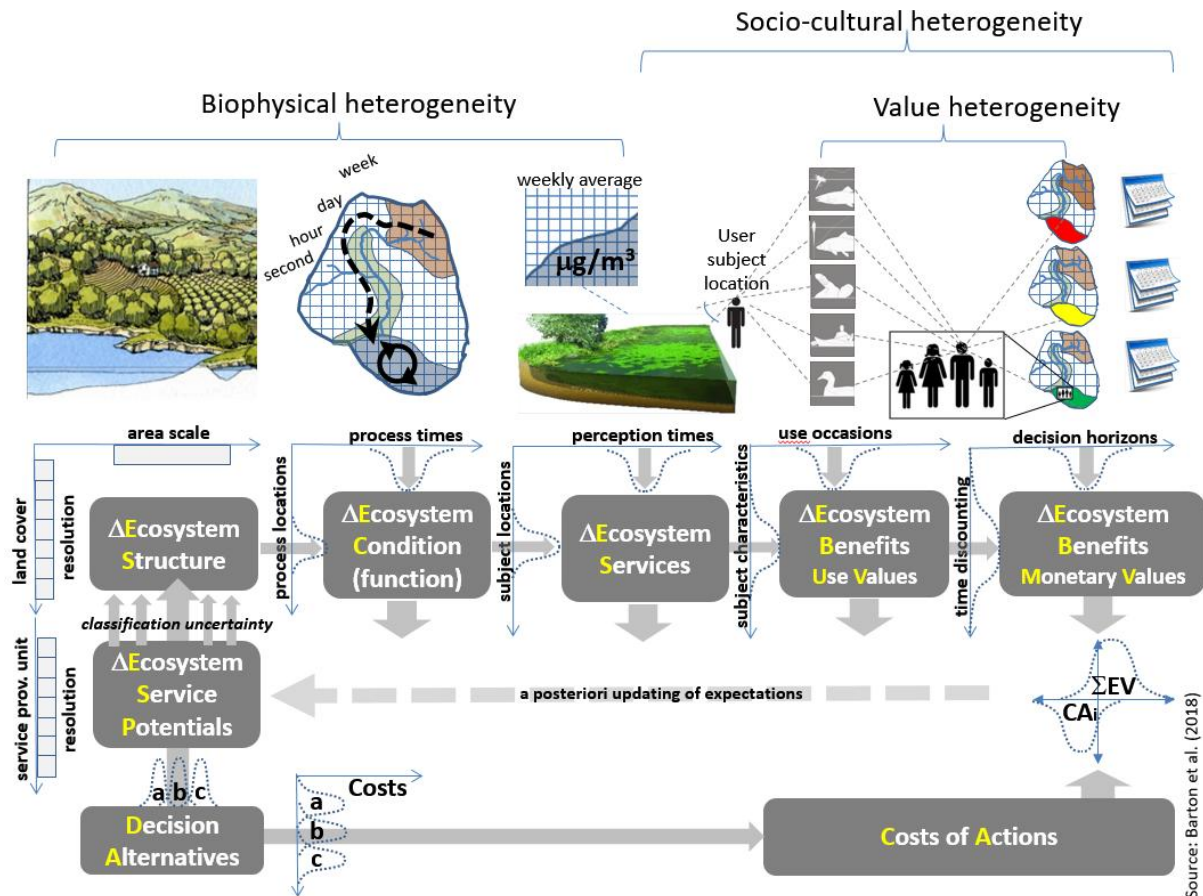 Socio-cultural heterogeneity
Biophysical heterogeneity
Value heterogeneity
week
day
hour
second
weekly average
µg/m³
User
subject
location
area scale
process times
perception times
use occasions
decision horizons
land cover
resolution
process locations
subject locations
subject characteristics
time discounting
ΔEcosystem
Structure
ΔEcosystem
Condition
(function)
ΔEcosystem
Services
ΔEcosystem
Benefits
Use Values
ΔEcosystem
Benefits
Monetary Values
classification uncertainty
service prov. unit
resolution
ΔEcosystem
Service
Potentials
a posteriori updating of expectations
ΣEV
CAi
a b c
Costs
a
b
c
Decision
Alternatives
Costs of Actions
Source: Barton et al. (2018)